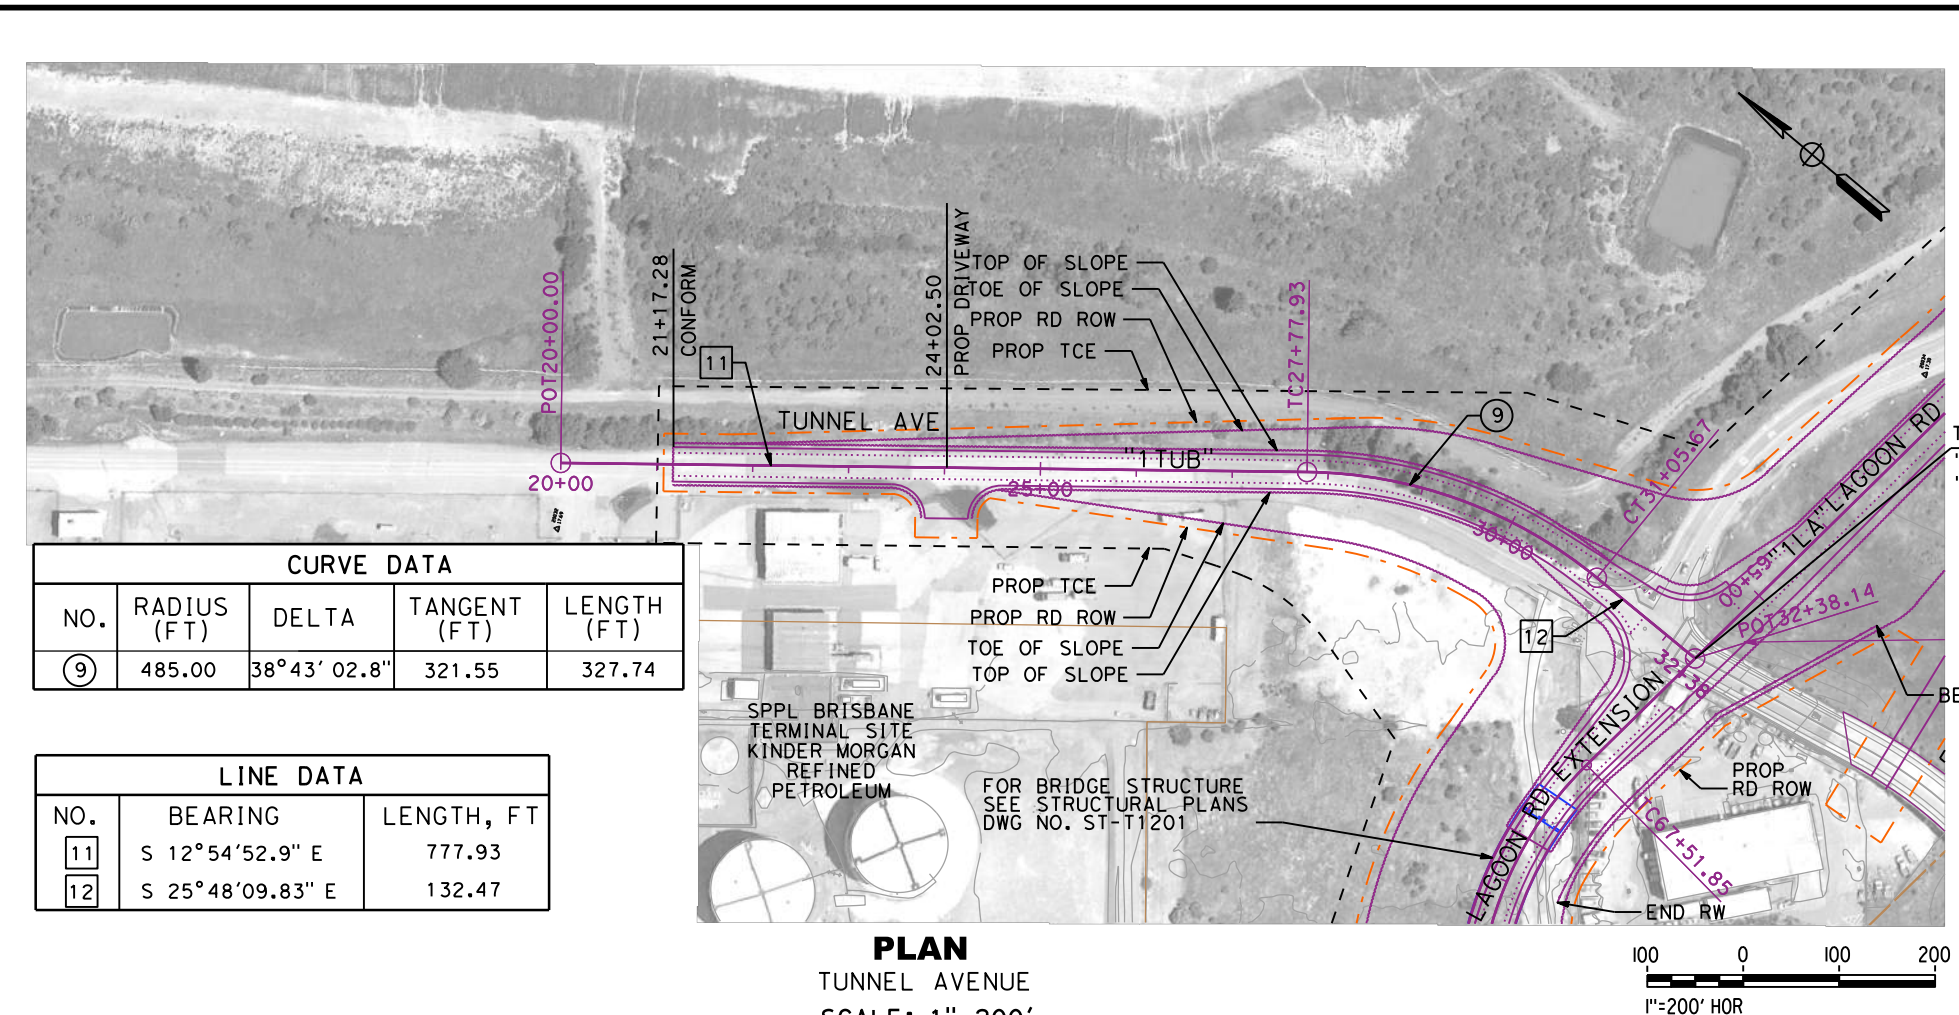 POT20+00.00
21+17.28
CONFORM
24+02.50
PROP DRIVEWAY
TOP OF SLOPE
TOE OF SLOPE
PROP RD ROW
PROP TCE
TC27+77.93
11
TUNNEL AVE
"1TUB"
9
20+00
25+00
30+00
CT31+05.67
"1LA"LAGOON RD
65+00
POT32+38.14
32+38
12
PROP TCE
PROP RD ROW
TOE OF SLOPE
TOP OF SLOPE
BE
CURVE DATA
NO. RADIUS (FT) DELTA TANGENT (FT) LENGTH (FT)
9 485.00 38°43' 02.8" 321.55 327.74
SPPL BRISBANE
TERMINAL SITE
KINDER MORGAN
REFINED
PETROLEUM
FOR BRIDGE STRUCTURE
SEE STRUCTURAL PLANS
DWG NO. ST-T1201
LAGOON RD EXTENSION
PROP
RD ROW
TC67+51.85
END RW
LINE DATA
NO. BEARING LENGTH, FT
11 S 12°54'52.9" E 777.93
12 S 25°48'09.83" E 132.47
PLAN
TUNNEL AVENUE
SCALE: 1"=200'
100 0 100 200
1"=200' HOR